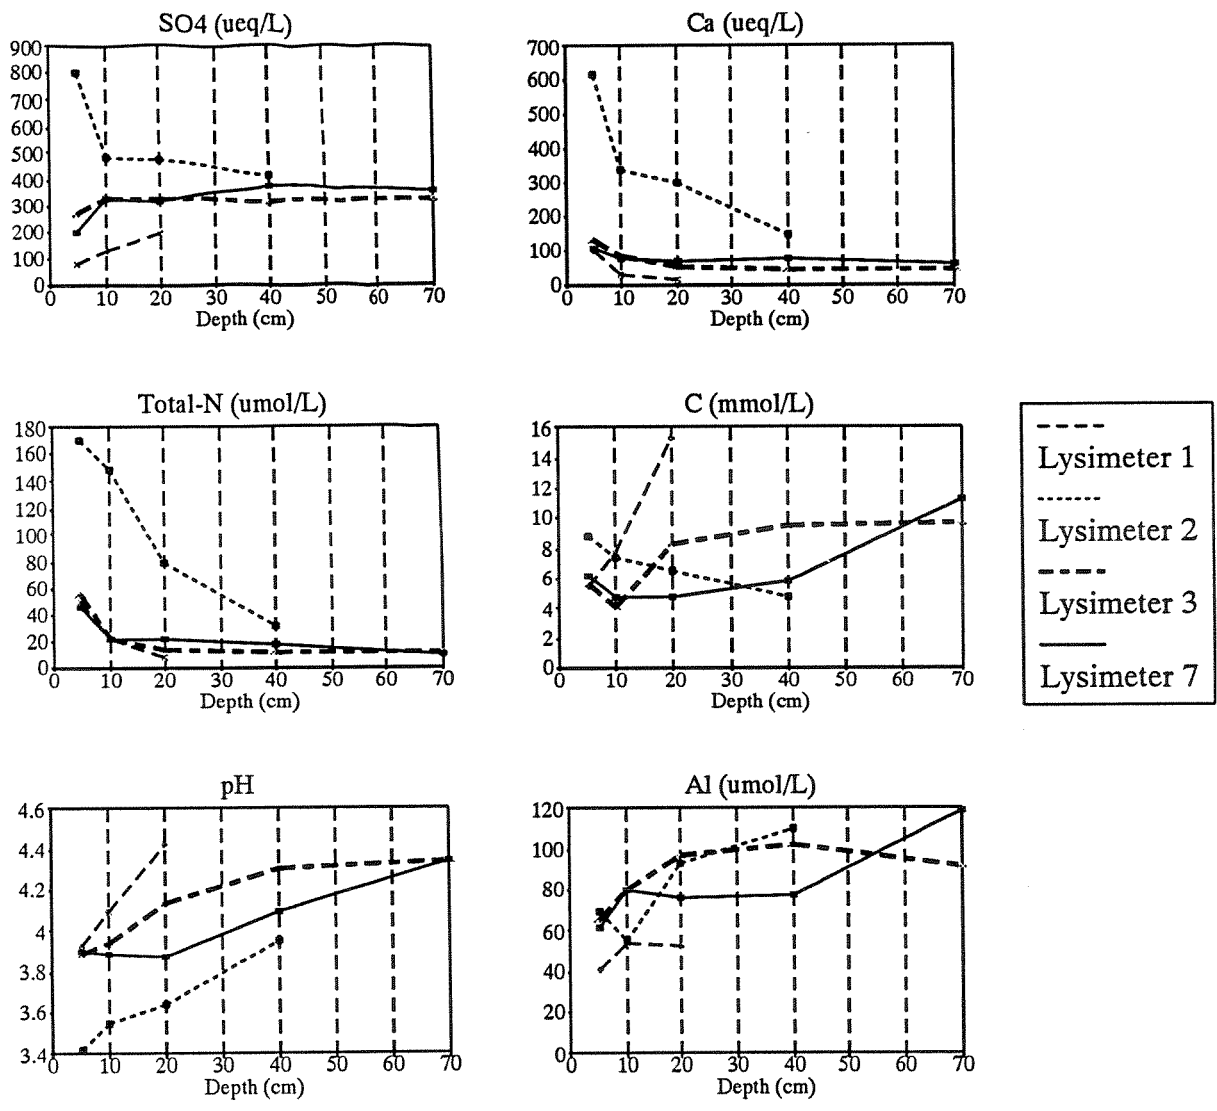 SO4 (ueq/L)
900
800
700
600
500
400
300
200
100
0
0 10 20 30 40 50 60 70
Depth (cm)
Ca (ueq/L)
700
600
500
400
300
200
100
0
0 10 20 30 40 50 60 70
Depth (cm)
Total-N (umol/L)
180
160
140
120
100
80
60
40
20
0
0 10 20 30 40 50 60 70
Depth (cm)
C (mmol/L)
16
14
12
10
8
6
4
2
0
0 10 20 30 40 50 60 70
Depth (cm)
Lysimeter 1
Lysimeter 2
Lysimeter 3
Lysimeter 7
pH
4.6
4.4
4.2
4
3.8
3.6
3.4
0 10 20 30 40 50 60 70
Depth (cm)
Al (umol/L)
120
100
80
60
40
20
0
0 10 20 30 40 50 60 70
Depth (cm)